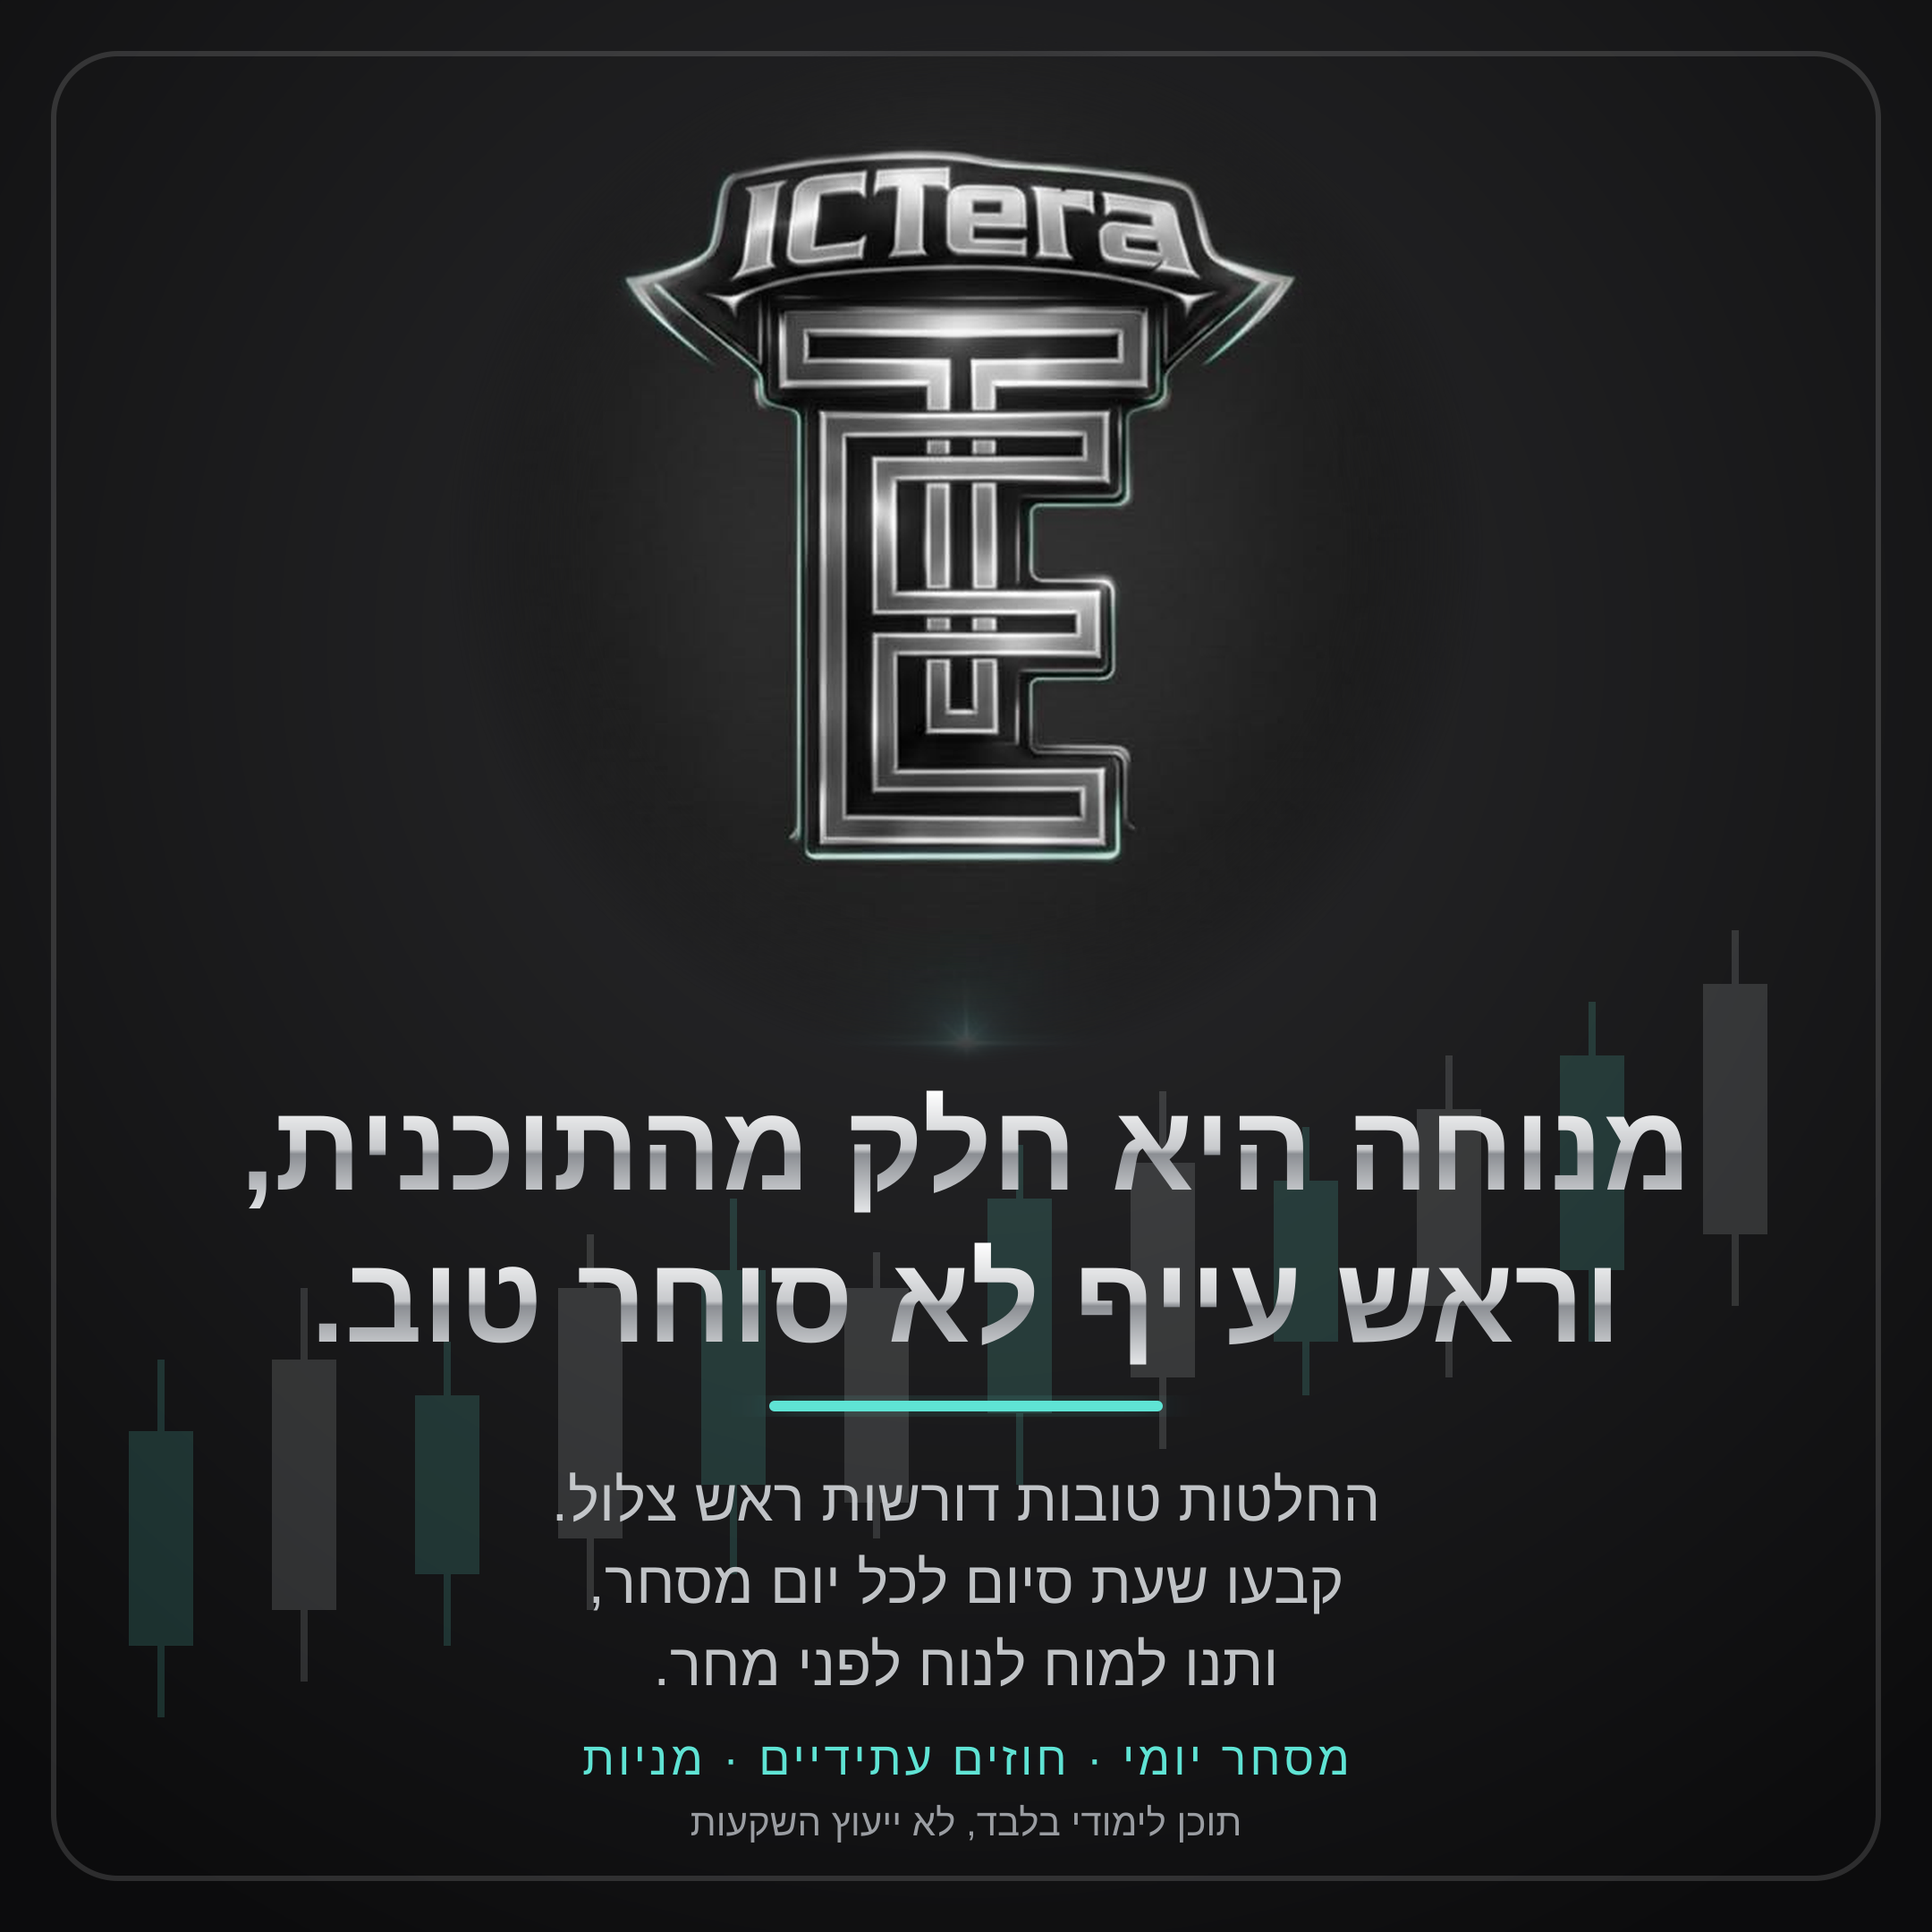 ICTera
TE
מנוחה היא חלק מהתוכנית,
וראש עייף לא סוחר טוב.
החלטות טובות דורשות ראש צלול.
קבעו שעת סיום לכל יום מסחר,
ותנו למוח לנוח לפני מחר.
מסחר יומי · חוזים עתידיים · מניות
תוכן לימודי בלבד, לא ייעוץ השקעות